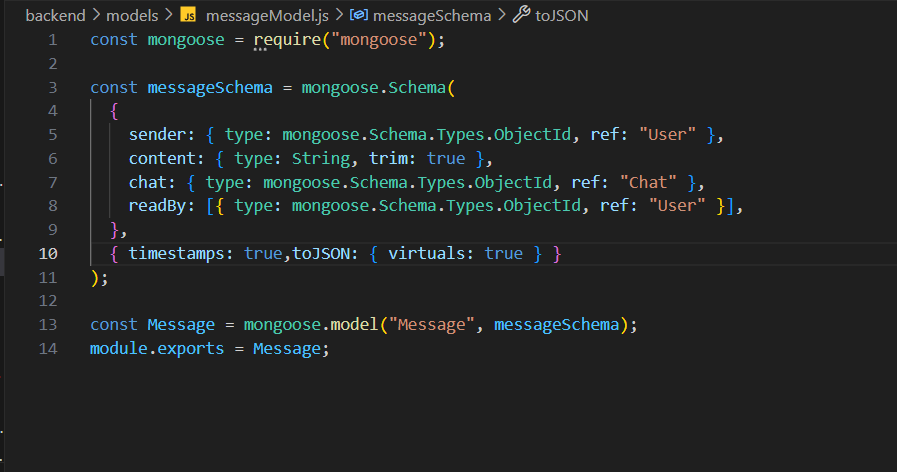 backend > models > JS messageModel.js > messageSchema > toJSON
1 const mongoose = require("mongoose");
2
3 const messageSchema = mongoose.Schema(
4   {
5     sender: { type: mongoose.Schema.Types.ObjectId, ref: "User" },
6     content: { type: String, trim: true },
7     chat: { type: mongoose.Schema.Types.ObjectId, ref: "Chat" },
8     readBy: [{ type: mongoose.Schema.Types.ObjectId, ref: "User" }],
9   },
10   { timestamps: true,toJSON: { virtuals: true } }
11 );
12
13 const Message = mongoose.model("Message", messageSchema);
14 module.exports = Message;